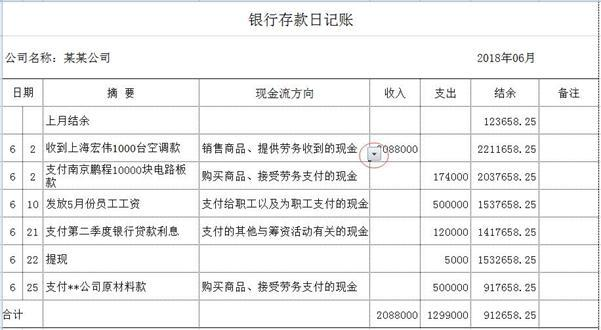 银行存款日记账
公司名称：某某公司 2018年06月
日期 摘 要 现金流方向 收入 支出 结余 备注
上月结余 123658.25
6 2 收到上海宏伟1000台空调款 销售商品、提供劳务收到的现金 2088000 2211658.25
6 2 支付南京鹏程10000块电路板款 购买商品、接受劳务支付的现金 174000 2037658.25
6 10 发放5月份员工工资 支付给职工以及为职工支付的现金 500000 1537658.25
6 21 支付第二季度银行贷款利息 支付的其他与筹资活动有关的现金 120000 1417658.25
6 22 提现 5000 1532658.25
6 25 支付**公司原材料款 购买商品、接受劳务支付的现金 500000 917658.25
合计 2088000 1299000 912658.25